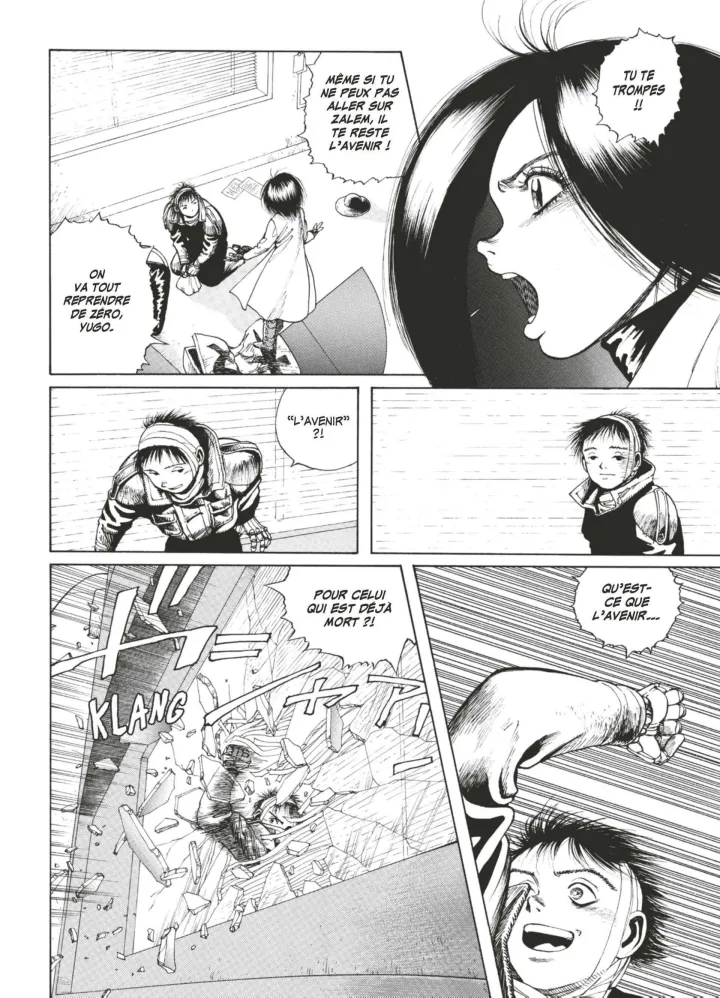 TU TE
TROMPES
!!
MÊME SI TU
NE PEUX PAS
ALLER SUR
ZALEM, IL
TE RESTE
L'AVENIR !
ON
VA TOUT
REPRENDRE
DE ZÉRO,
YUGO.
"L'AVENIR"
?!
QU'EST-
CE QUE
L'AVENIR...
POUR CELUI
QUI EST DÉJÀ
MORT ?!
KLANG